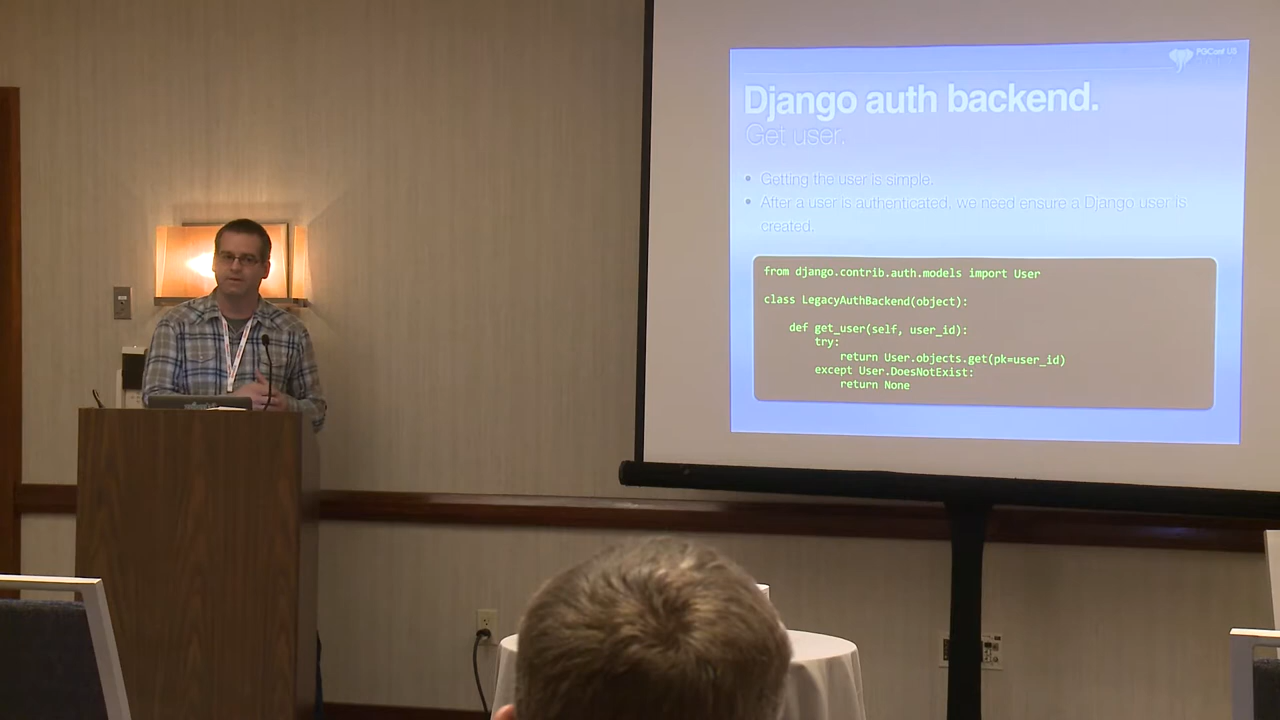 PGConf US
Django auth backend.
Get user.
• Getting the user is simple.
• After a user is authenticated, we need ensure a Django user is
created.
from django.contrib.auth.models import User
class LegacyAuthBackend(object):
def get_user(self, user_id):
try:
return User.objects.get(pk=user_id)
except User.DoesNotExist:
return None